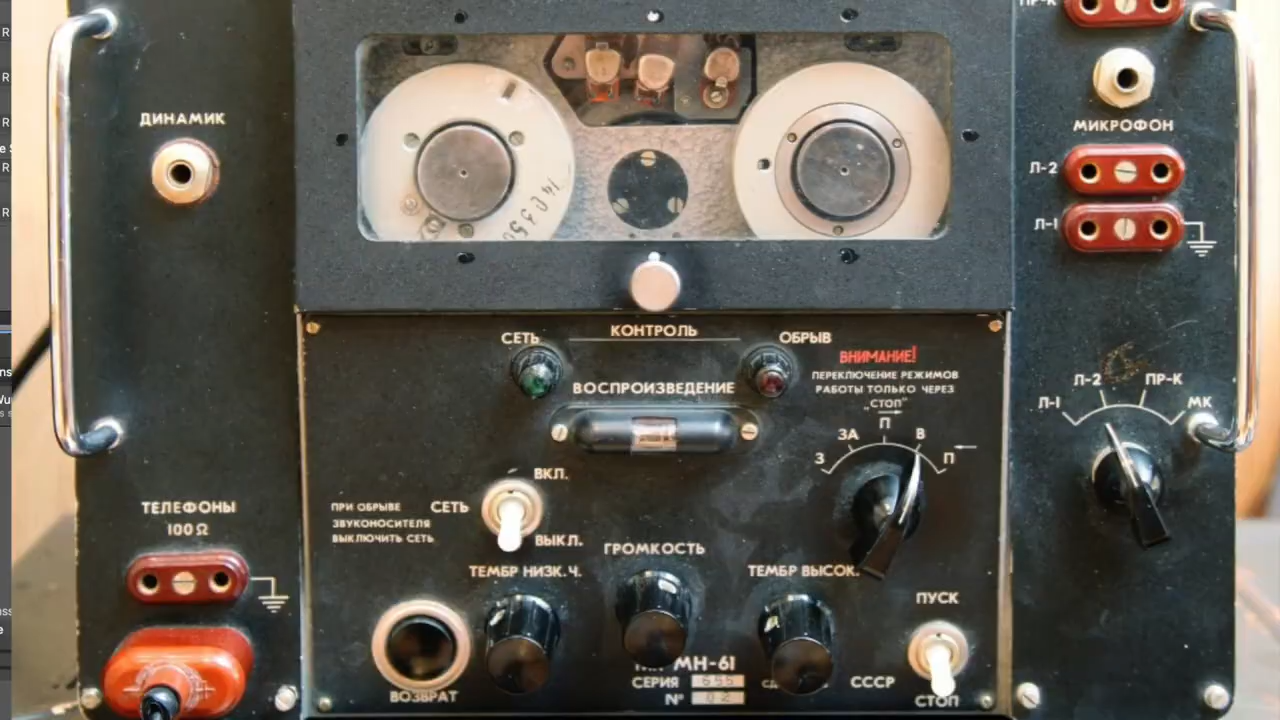 ПР-К
ДИНАМИК
МИКРОФОН
Л-2
Л-1
КОНТРОЛЬ
СЕТЬ
ОБРЫВ
ВНИМАНИЕ!
ПЕРЕКЛЮЧЕНИЕ РЕЖИМОВ
РАБОТЫ ТОЛЬКО ЧЕРЕЗ
„СТОП"
ВОСПРОИЗВЕДЕНИЕ
З ЗА П В П
Л-1 Л-2 ПР-К МК
ВКЛ.
СЕТЬ
ВЫКЛ.
ПРИ ОБРЫВЕ
ЗВУКОНОСИТЕЛЯ
ВЫКЛЮЧИТЬ СЕТЬ
ТЕЛЕФОНЫ
100 Ω
ГРОМКОСТЬ
ТЕМБР НИЗК.Ч.
ТЕМБР ВЫСОК.
ПУСК
СТОП
ВОЗВРАТ
МН-61
СЕРИЯ
№
СССР